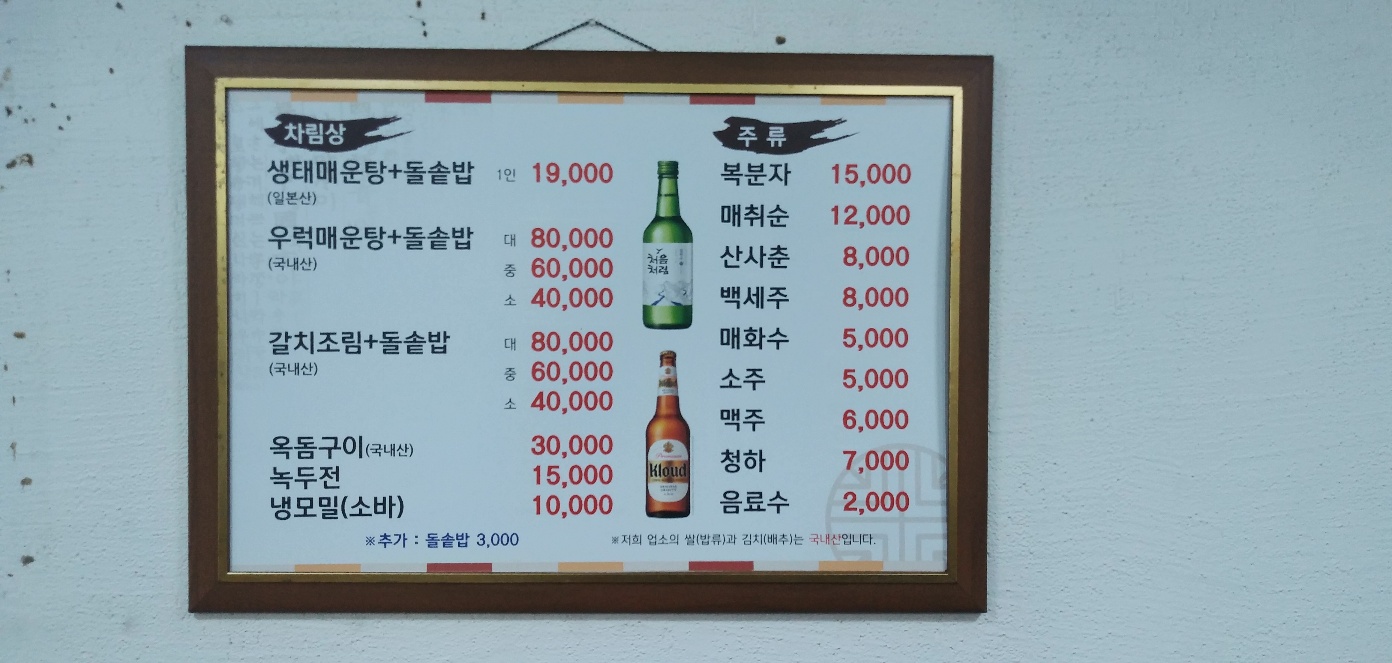 차림상
생태매운탕+돌솥밥 1인 19,000
(일본산)
우럭매운탕+돌솥밥 대 80,000
(국내산)
중 60,000
소 40,000
갈치조림+돌솥밥 대 80,000
(국내산)
중 60,000
소 40,000
옥돔구이(국내산) 30,000
녹두전 15,000
냉모밀(소바) 10,000
※추가 : 돌솥밥 3,000
처음
처럼
Kloud
주 류
복분자 15,000
매취순 12,000
산사춘 8,000
백세주 8,000
매화수 5,000
소주 5,000
맥주 6,000
청하 7,000
음료수 2,000
※저희 업소의 쌀(밥류)과 김치(배추)는 국내산입니다.